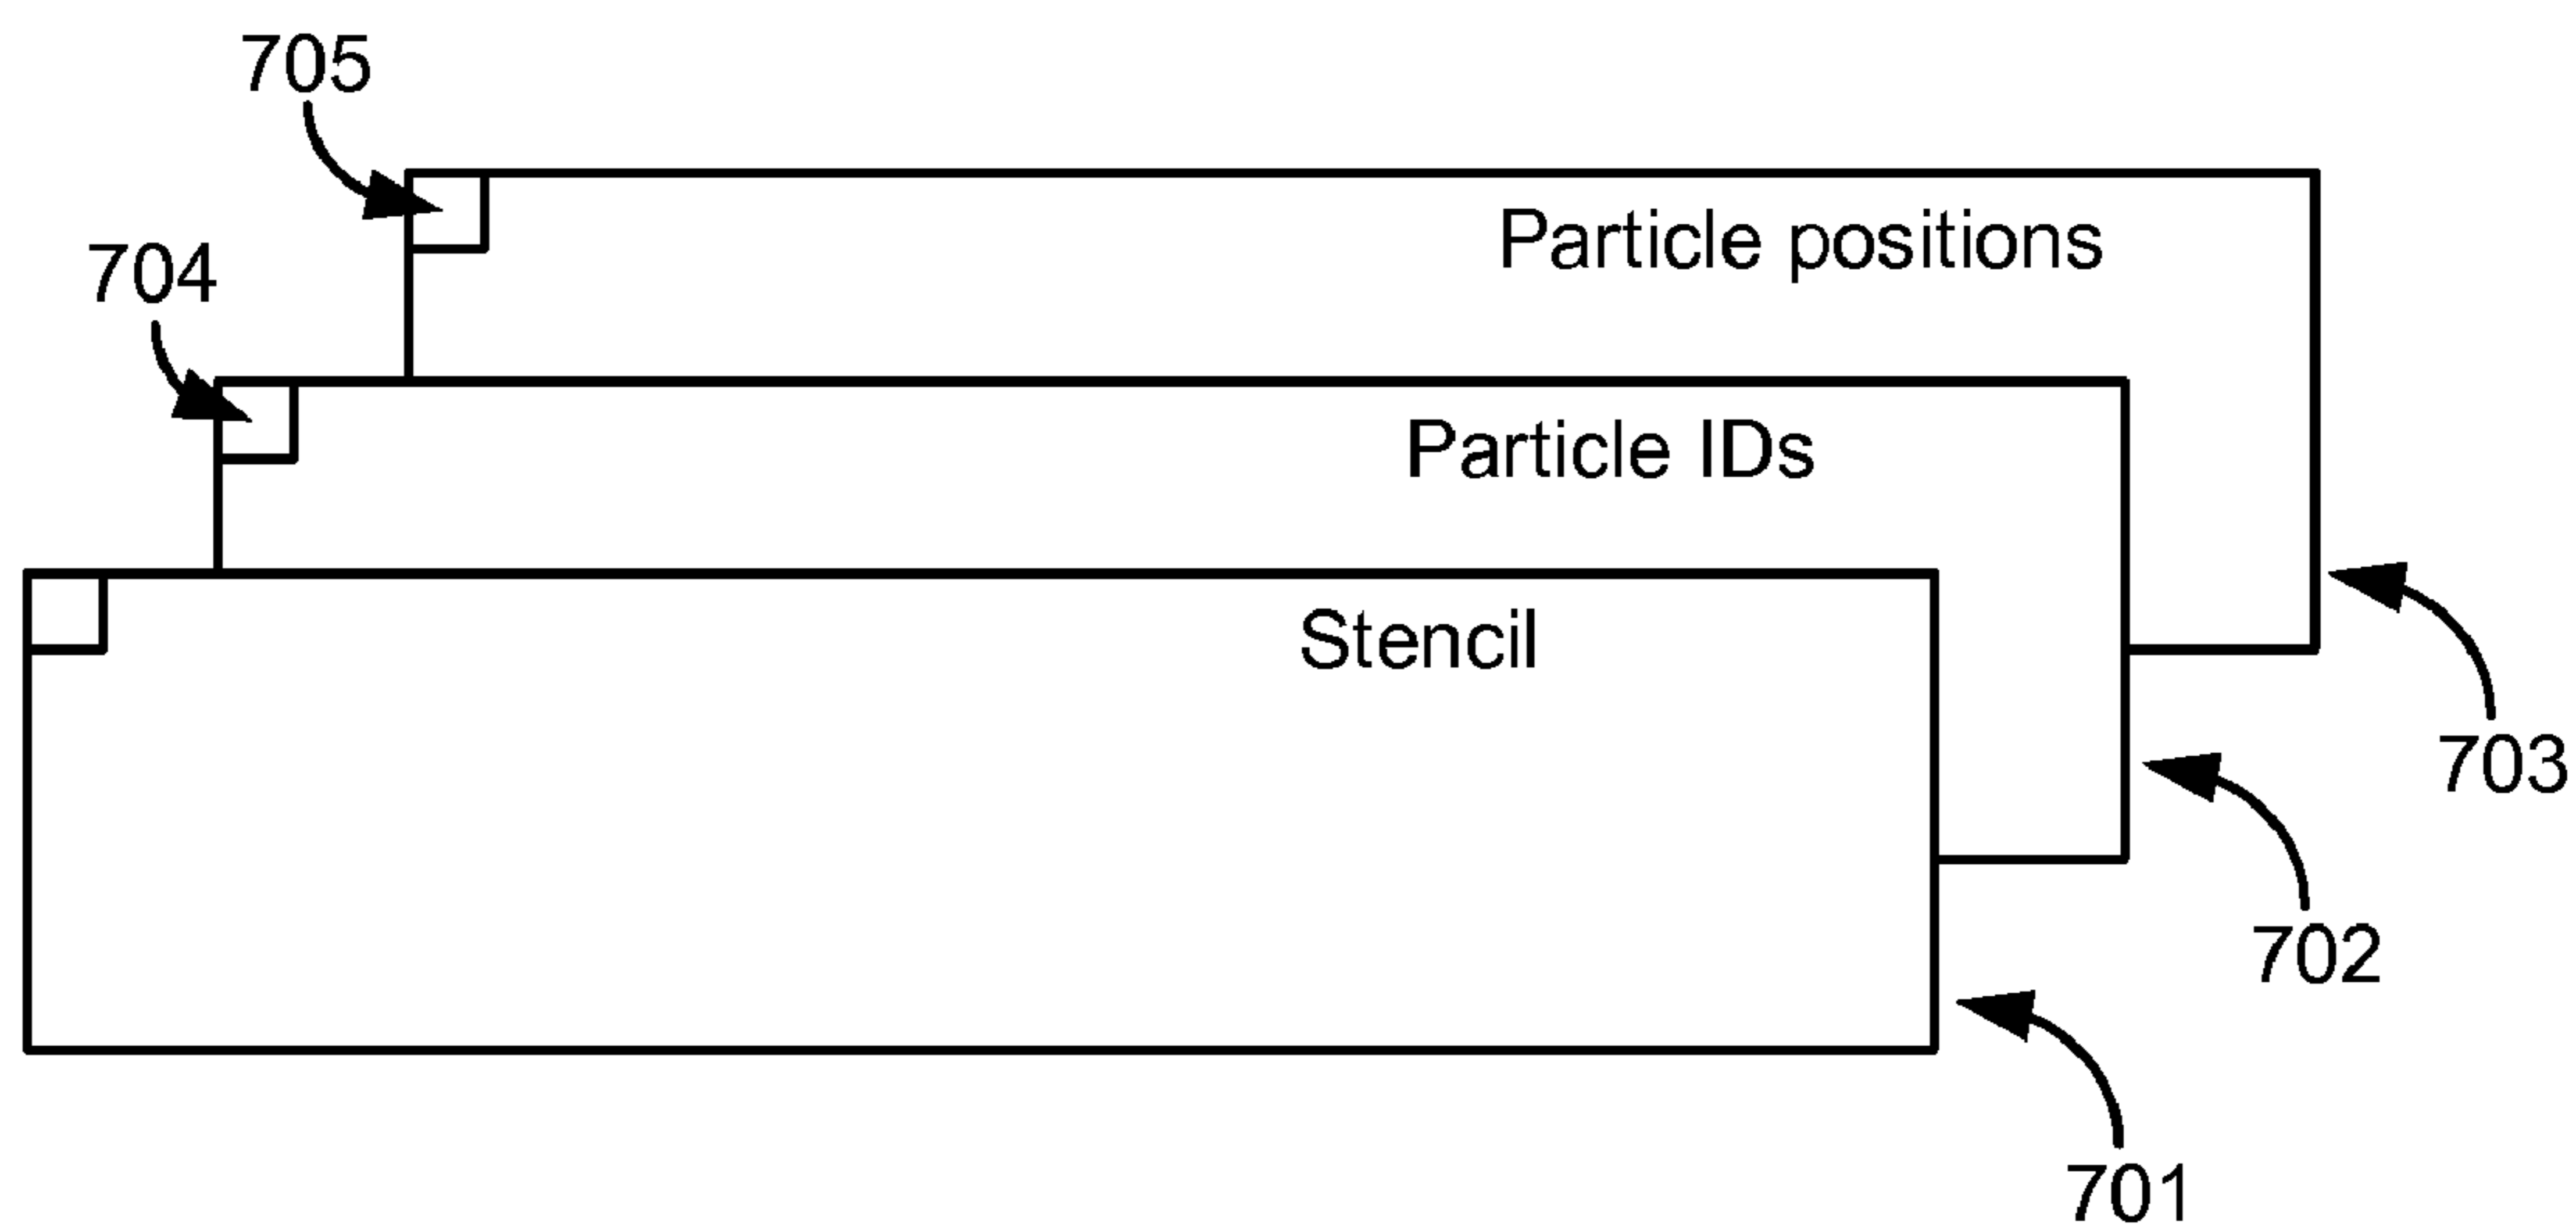 705
Particle positions
704
Particle IDs
Stencil
703
702
701